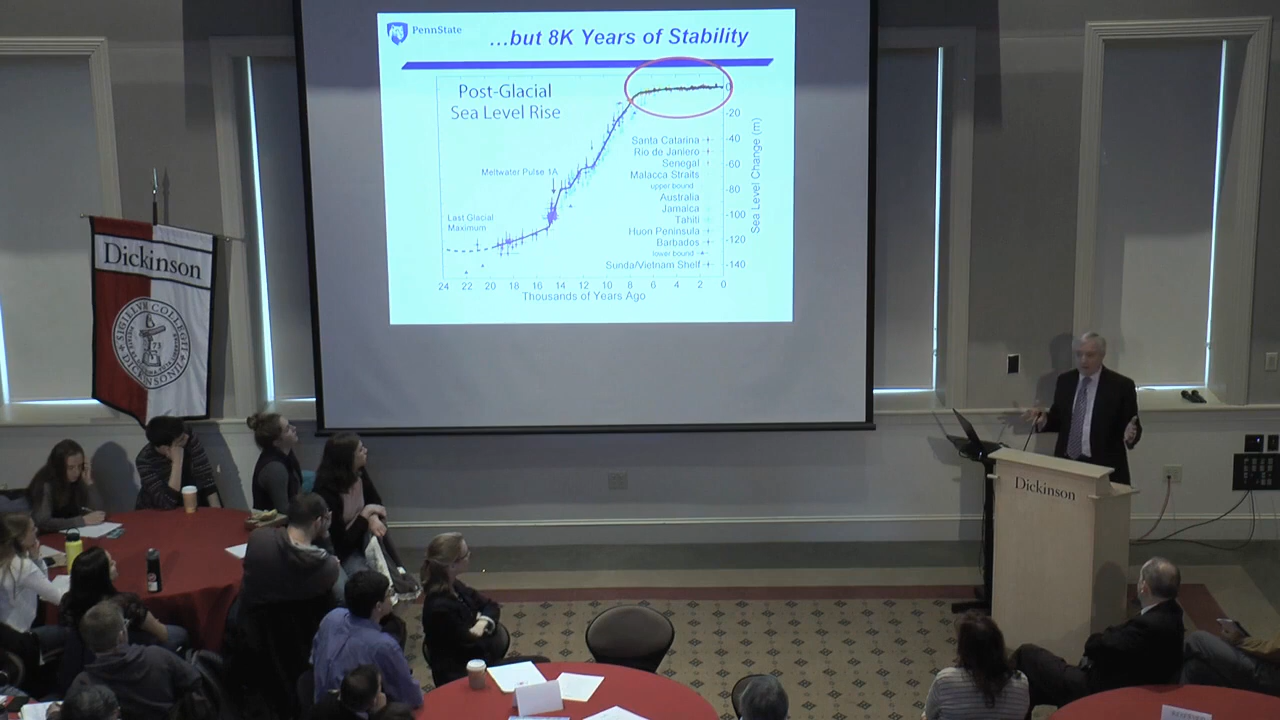 PennState
...but 8K Years of Stability
Post-Glacial
Sea Level Rise
Meltwater Pulse 1A
Last Glacial
Maximum
Santa Catarina
Rio de Janiero
Senegal
Malacca Straits
upper bound
Australia
Jamaica
Tahiti
Huon Peninsula
Barbados
lower bound
Sunda/Vietnam Shelf
0
-20
-40
-60
-80
-100
-120
-140
Sea Level Change (m)
24 22 20 18 16 14 12 10 8 6 4 2 0
Thousands of Years Ago
Dickinson
Dickinson